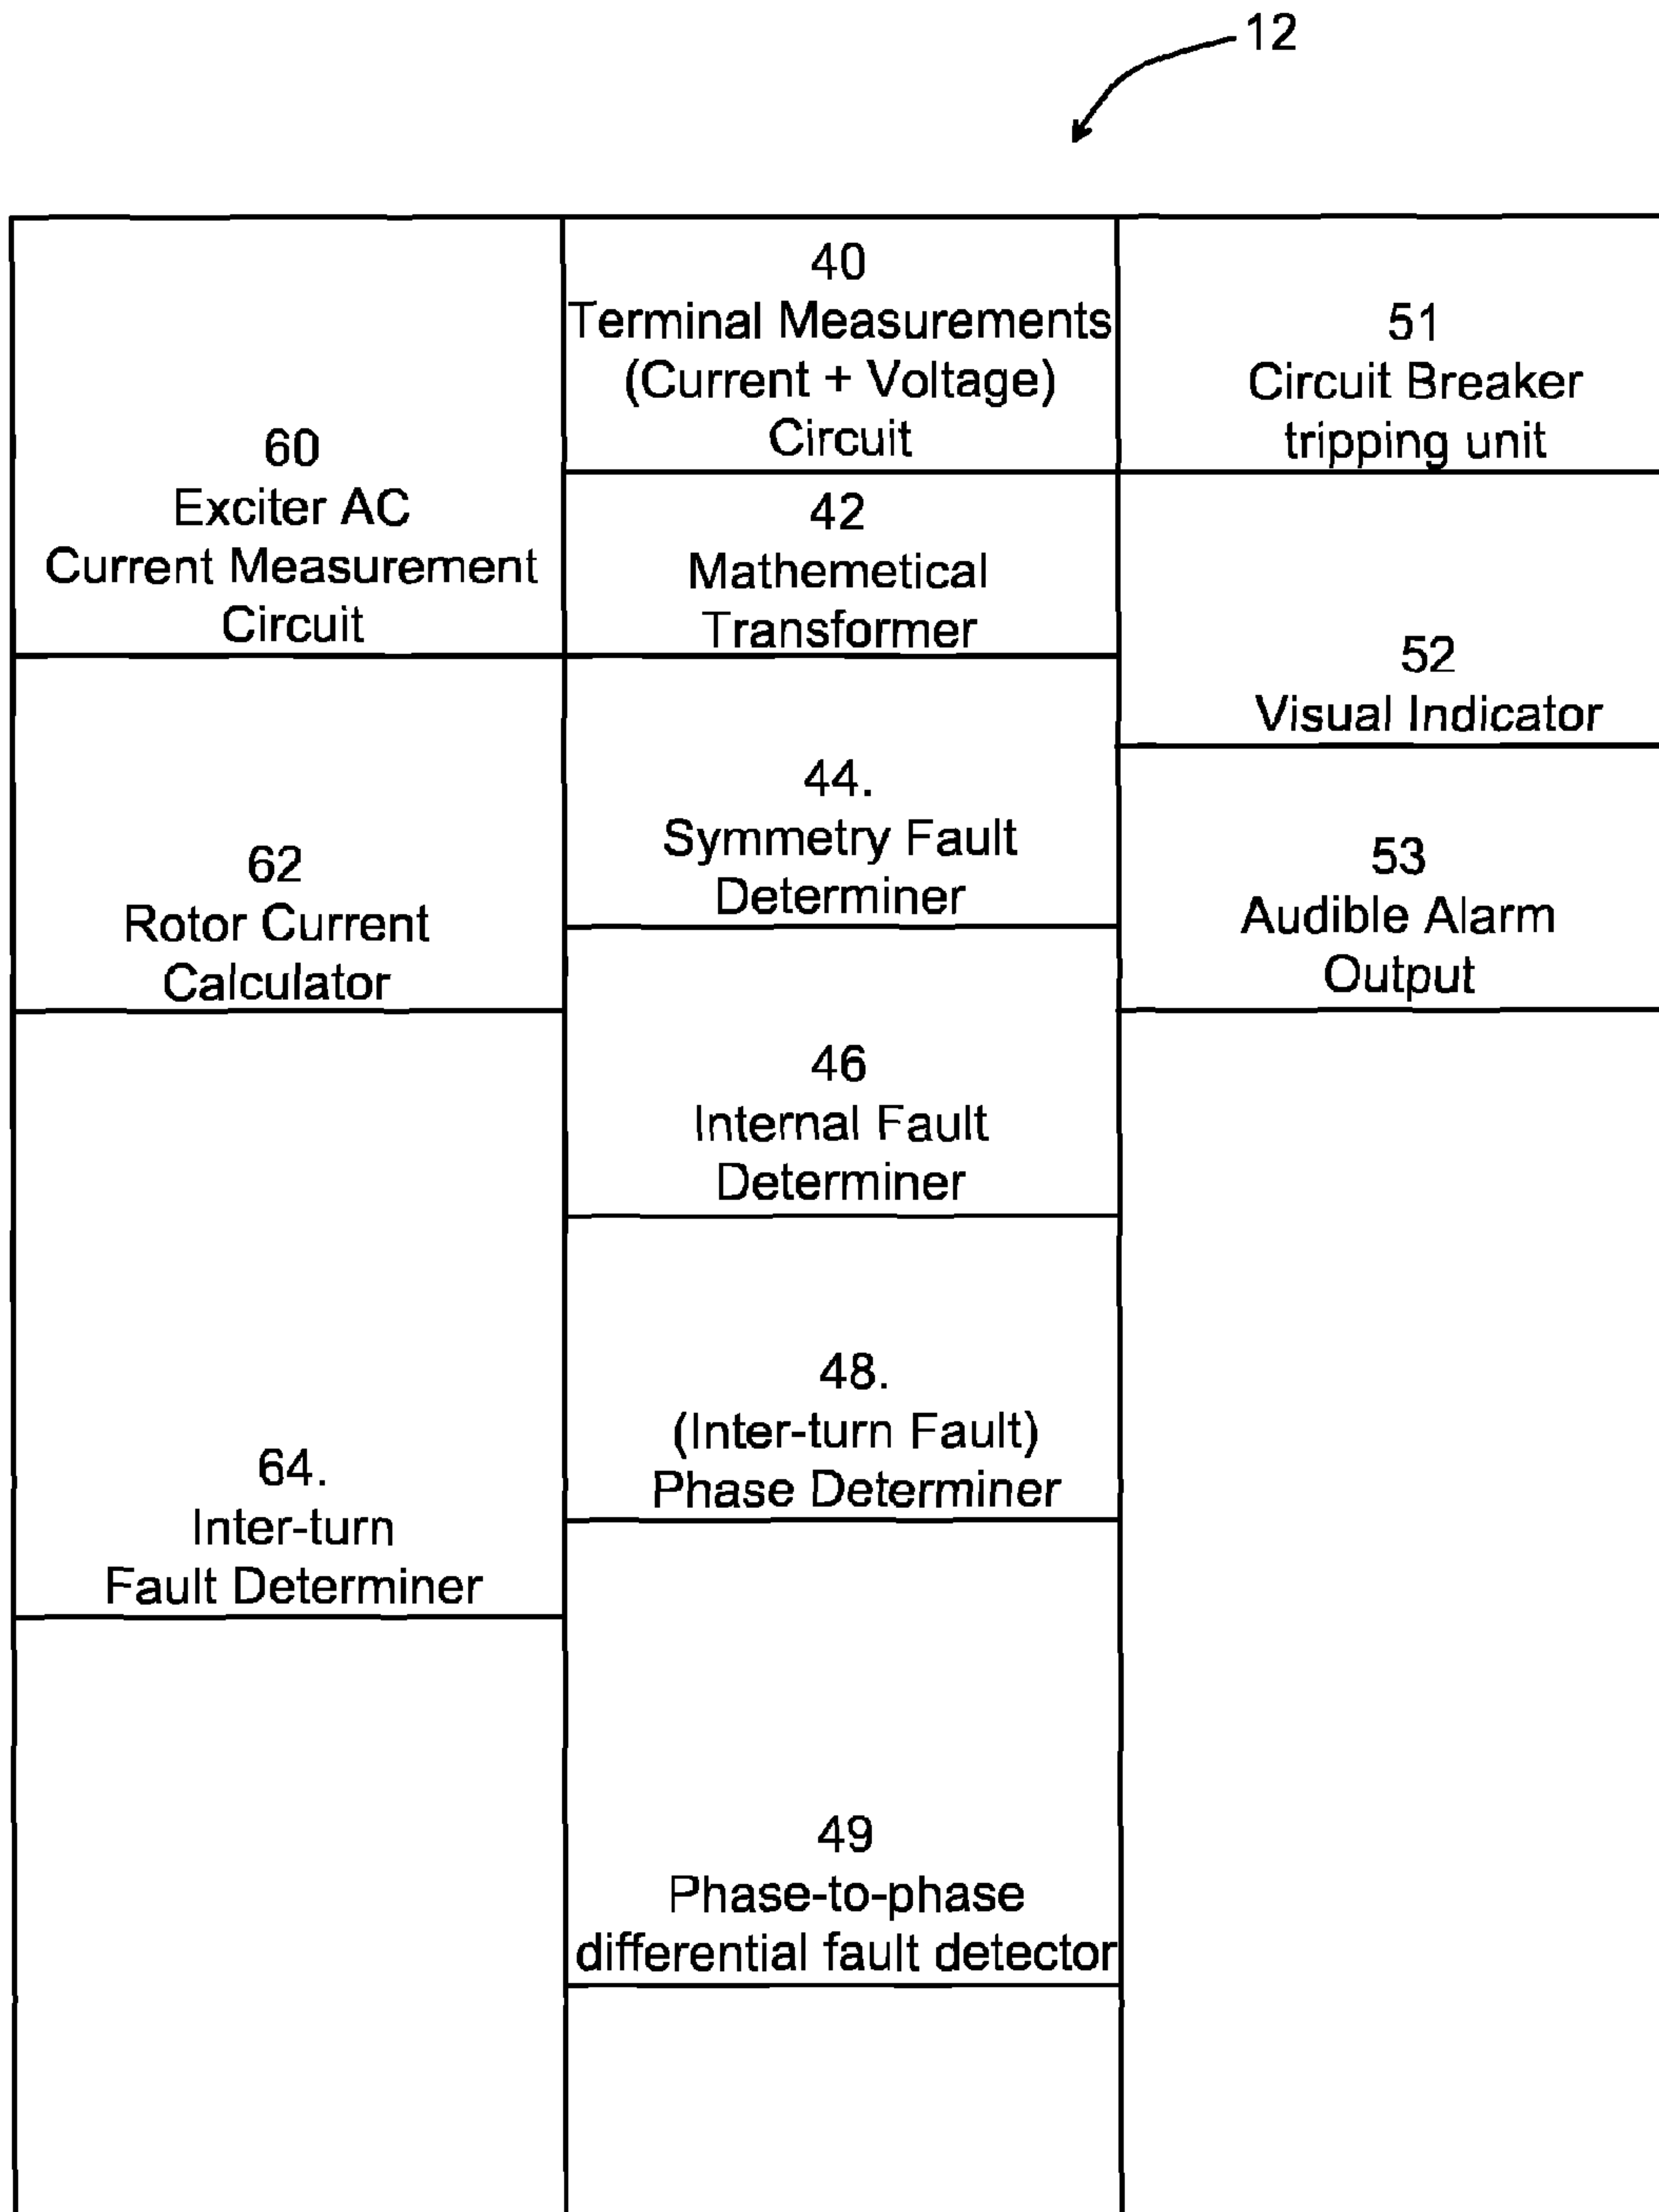 12
60
Exciter AC
Current Measurement
Circuit
62
Rotor Current
Calculator
64.
Inter-turn
Fault Determiner
40
Terminal Measurements
(Current + Voltage)
Circuit
42
Mathemetical
Transformer
44.
Symmetry Fault
Determiner
46
Internal Fault
Determiner
48.
(Inter-turn Fault)
Phase Determiner
49
Phase-to-phase
differential fault detector
51
Circuit Breaker
tripping unit
52
Visual Indicator
53
Audible Alarm
Output